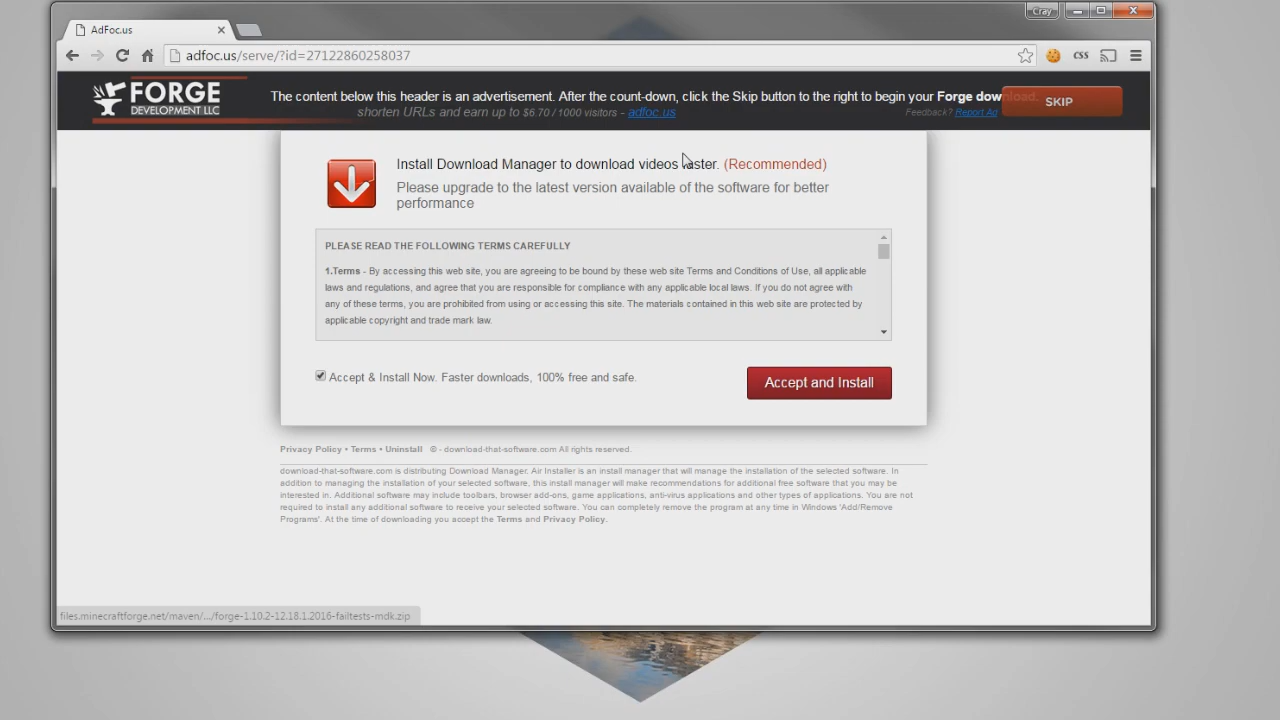 Cray
AdFoc.us
adfoc.us/serve/?id=27122860258037
CSS
FORGE
DEVELOPMENT LLC
The content below this header is an advertisement. After the count-down, click the Skip button to the right to begin your Forge download.
SKIP
shorten URLs and earn up to $6.70 / 1000 visitors - adfoc.us
Feedback? Report Ad
Install Download Manager to download videos faster. (Recommended)
Please upgrade to the latest version available of the software for better
performance
PLEASE READ THE FOLLOWING TERMS CAREFULLY
1.Terms - By accessing this web site, you are agreeing to be bound by these web site Terms and Conditions of Use, all applicable
laws and regulations, and agree that you are responsible for compliance with any applicable local laws. If you do not agree with
any of these terms, you are prohibited from using or accessing this site. The materials contained in this web site are protected by
applicable copyright and trade mark law.
Accept & Install Now. Faster downloads, 100% free and safe.
Accept and Install
Privacy Policy • Terms • Uninstall @ - download-that-software.com All rights reserved.
download-that-software.com is distributing Download Manager. Air Installer is an install manager that will manage the installation of the selected software. In
addition to managing the installation of your selected software, this install manager will make recommendations for additional free software that you may be
interested in. Additional software may include toolbars, browser add-ons, game applications, anti-virus applications and other types of applications. You are not
required to install any additional software to receive your selected software. You can completely remove the program at any time in Windows 'Add/Remove
Programs'. At the time of downloading you accept the Terms and Privacy Policy.
files.minecraftforge.net/maven/.../forge-1.10.2-12.18.1.2016-failtests-mdk.zip